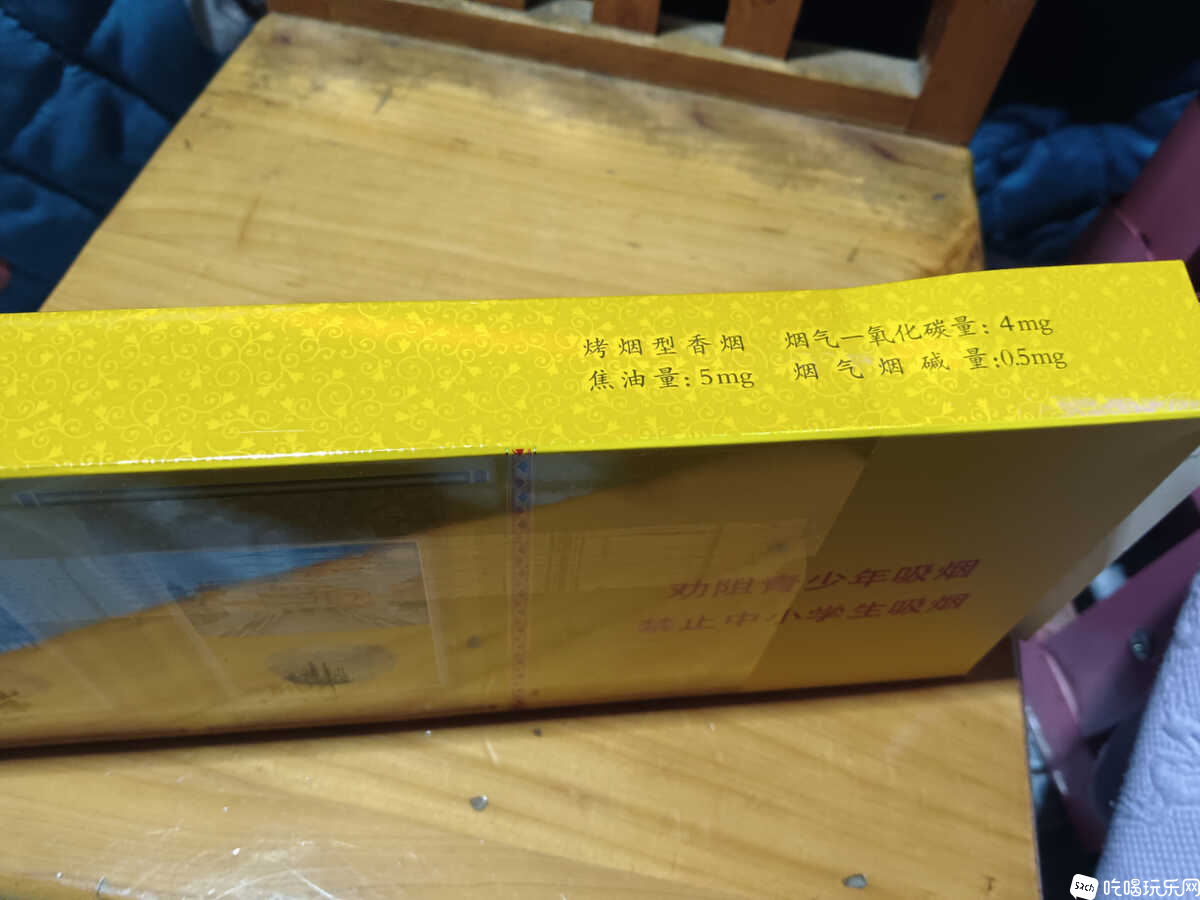 烤烟型香烟 烟气一氧化碳量:4mg
焦油量:5mg 烟气烟碱量:0.5mg
劝阻青少年吸烟
禁止中小学生吸烟
sach 吃喝玩乐网